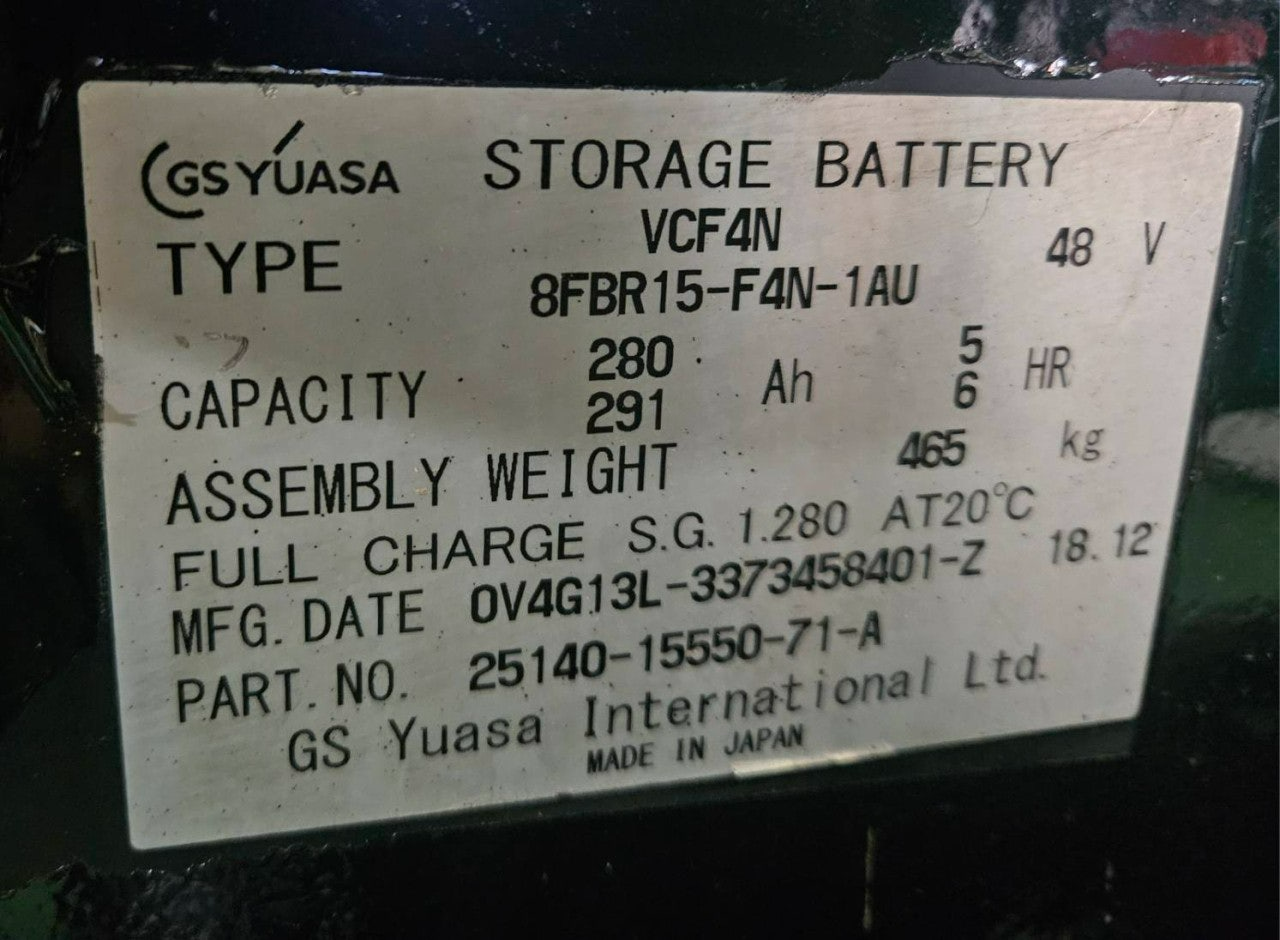 GS YUASA STORAGE BATTERY
TYPE VCF4N 48 V
8FBR15-F4N-1AU
CAPACITY 280 Ah 5 HR
291 6
ASSEMBLY WEIGHT 465 kg
FULL CHARGE S.G. 1.280 AT20°C
MFG. DATE 0V4G13L-3373458401-Z 18.12
PART. NO. 25140-15550-71-A
GS Yuasa International Ltd.
MADE IN JAPAN